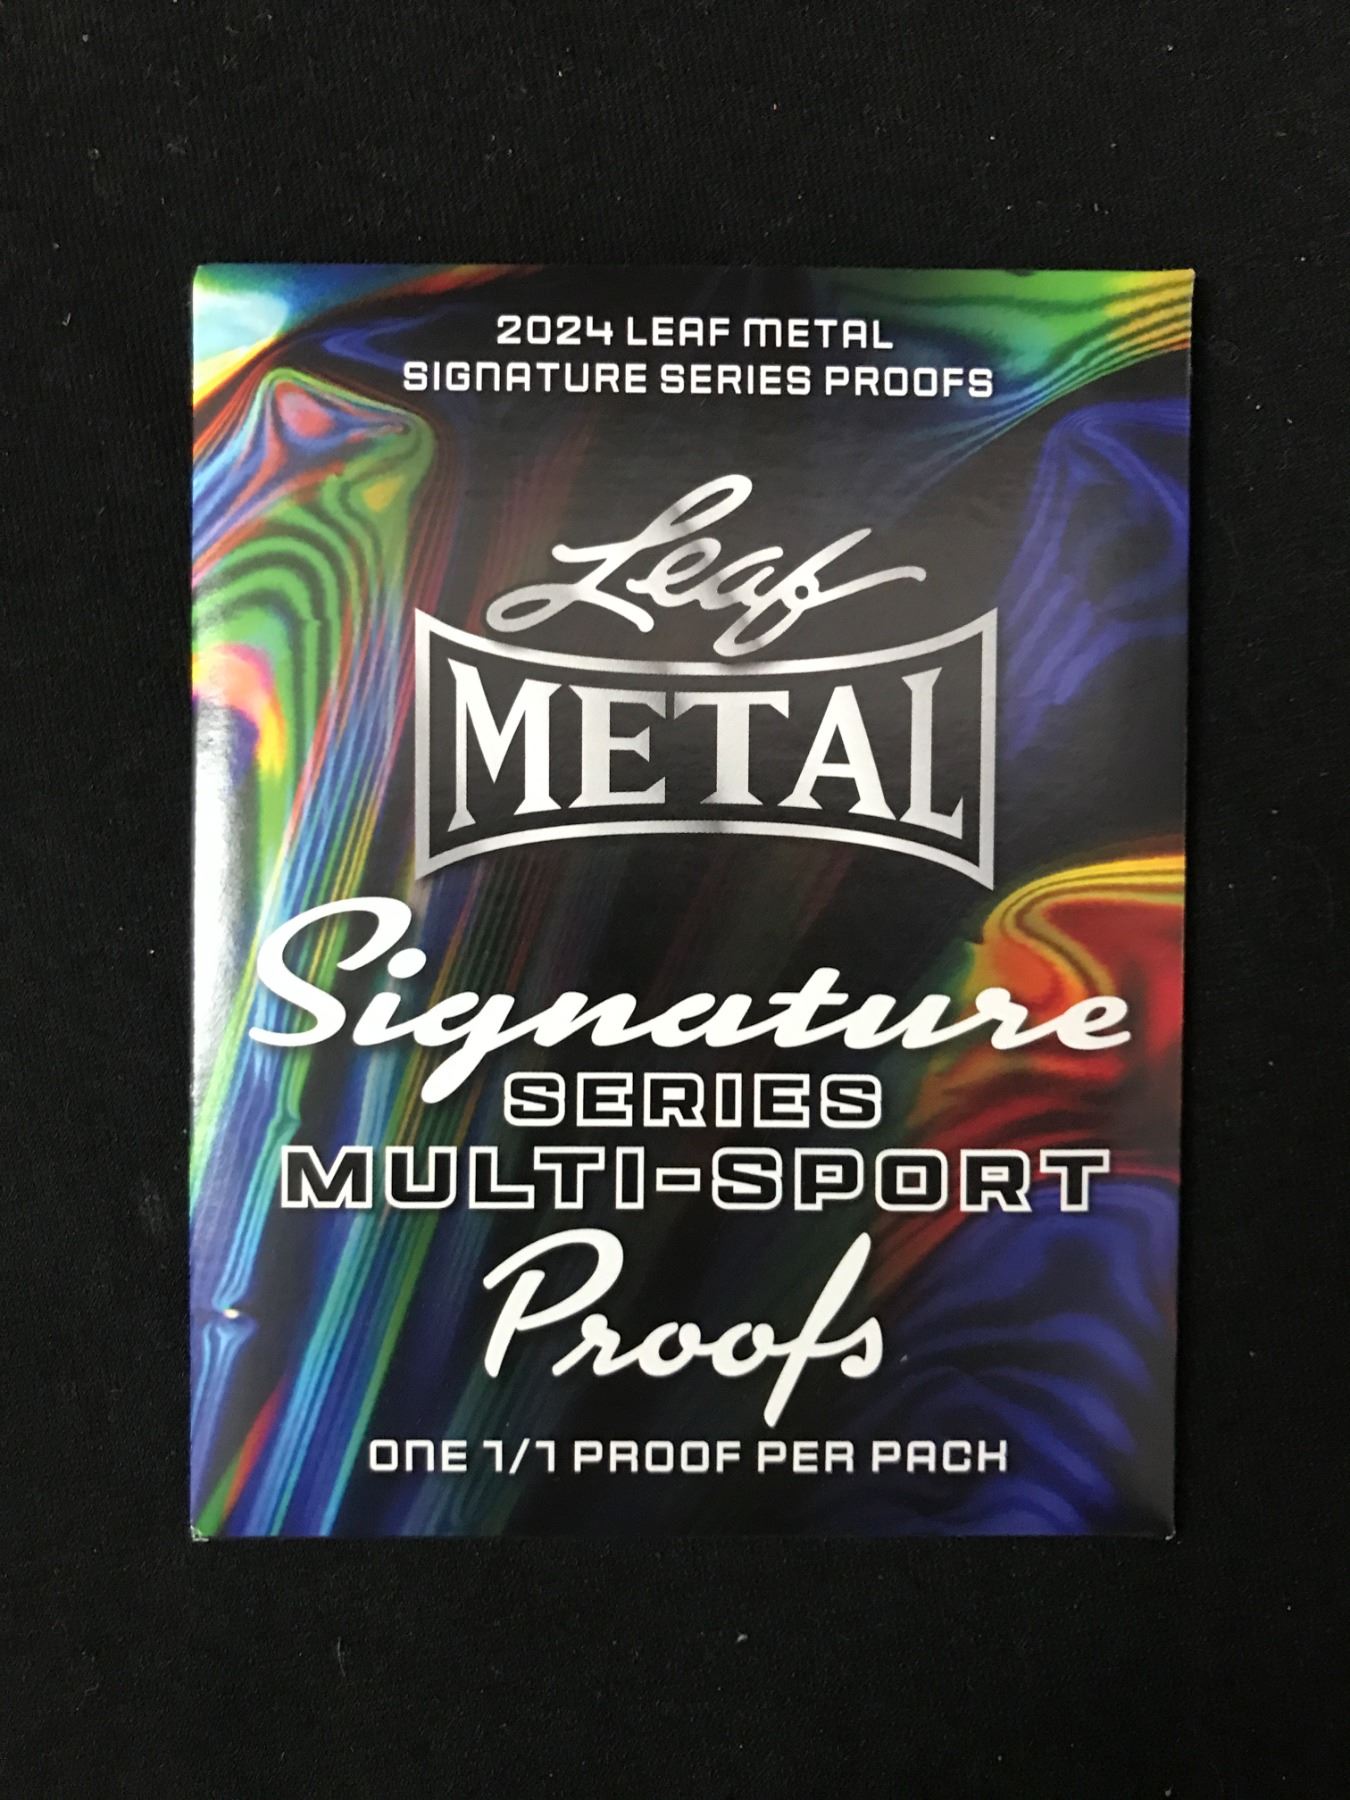 2024 LEAF METAL
SIGNATURE SERIES PROOFS
Leaf
METAL
Signature
SERIES
MULTI-SPORT
Proofs
ONE 1/1 PROOF PER PACK